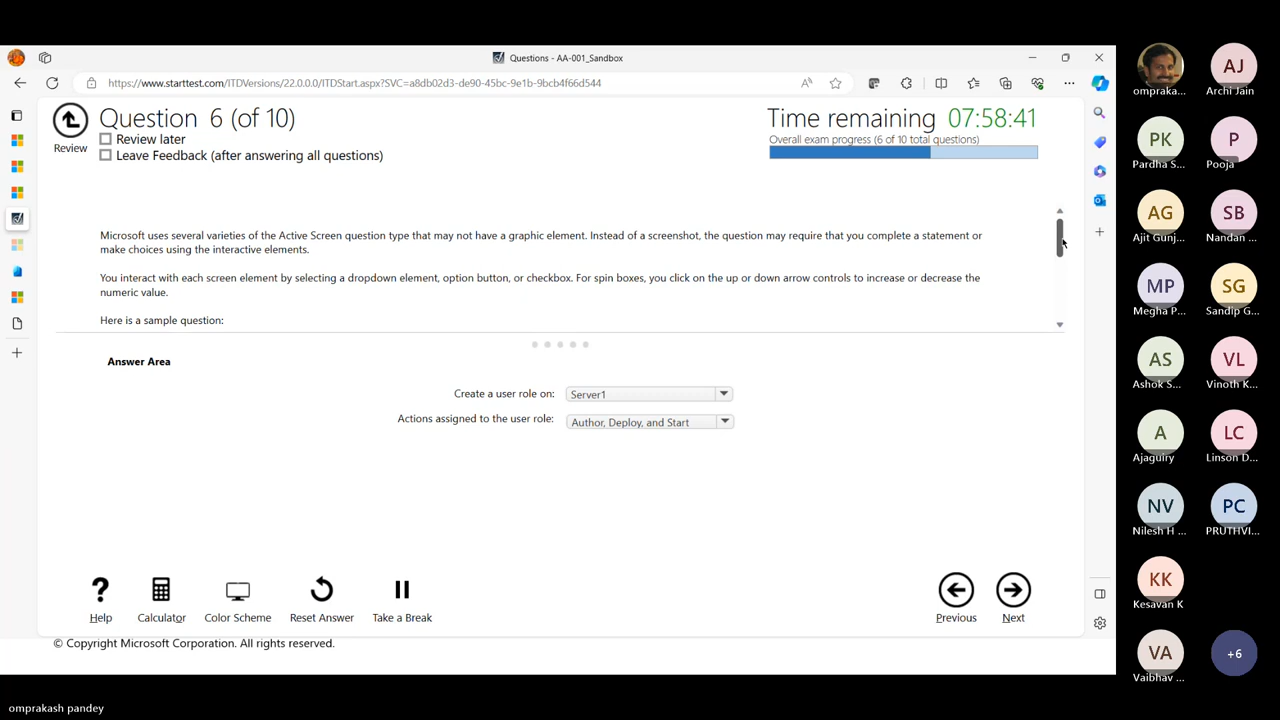 Questions - AA-001_Sandbox
https://www.starttest.com/ITDVersions/22.0.0.0/ITDStart.aspx?SVC=a8db02d3-de90-45bc-9e1b-9bcb4f66d544
Review
Question 6 (of 10)
Review later
Leave Feedback (after answering all questions)
Time remaining 07:58:41
Overall exam progress (6 of 10 total questions)
Microsoft uses several varieties of the Active Screen question type that may not have a graphic element. Instead of a screenshot, the question may require that you complete a statement or
make choices using the interactive elements.
You interact with each screen element by selecting a dropdown element, option button, or checkbox. For spin boxes, you click on the up or down arrow controls to increase or decrease the
numeric value.
Here is a sample question:
Answer Area
Create a user role on: Server1
Actions assigned to the user role: Author, Deploy, and Start
Help
Calculator
Color Scheme
Reset Answer
Take a Break
Previous
Next
© Copyright Microsoft Corporation. All rights reserved.
omprakash pandey
ompraka...
AJ
Archi Jain
PK
Pardha S...
P
Pooja
AG
Ajit Gunj...
SB
Nandan ...
MP
Megha P...
SG
Sandip G...
AS
Ashok S...
VL
Vinoth K...
A
Ajaguiry
LC
Linson D...
NV
Nilesh H ...
PC
PRUTHVI...
KK
Kesavan K
VA
Vaibhav ...
+6